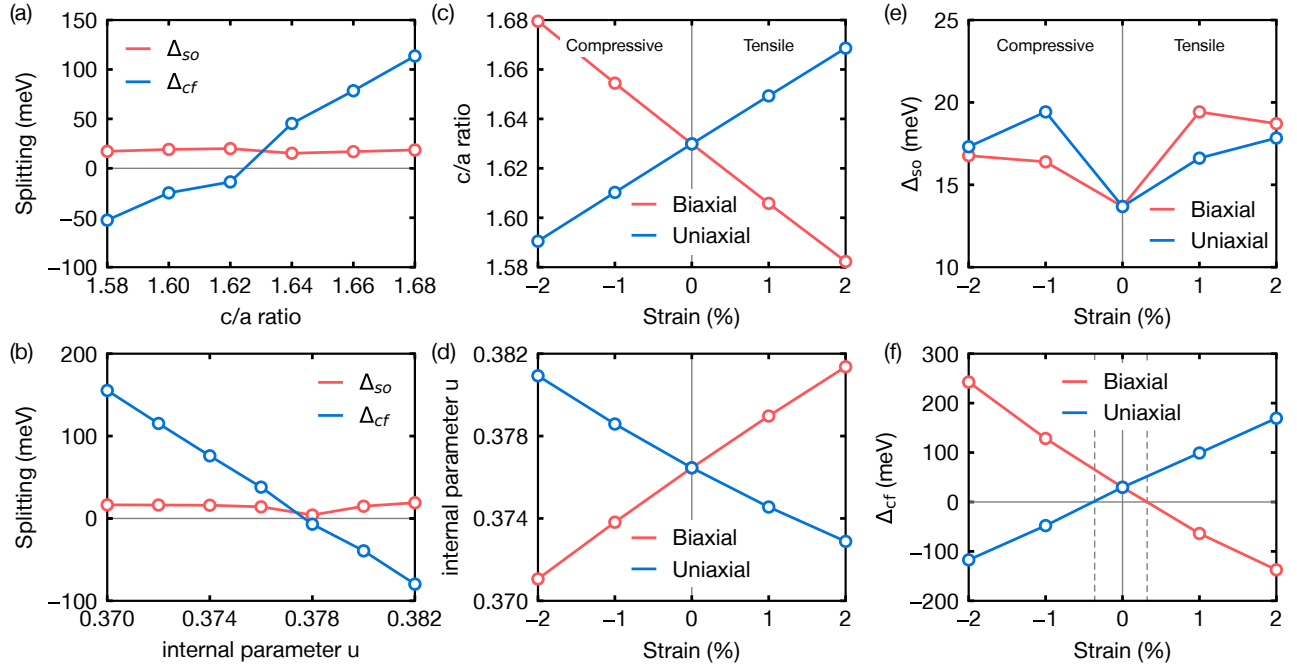 (a)
Δso
Δcf
Splitting (meV)
150
100
50
0
−50
−100
1.58 1.60 1.62 1.64 1.66 1.68
c/a ratio
(c)
Compressive Tensile
c/a ratio
1.68
1.66
1.64
1.62
1.60
1.58
Biaxial
Uniaxial
−2 −1 0 1 2
Strain (%)
(e)
Compressive Tensile
Δso (meV)
25
20
15
10
Biaxial
Uniaxial
−2 −1 0 1 2
Strain (%)
(b)
Δso
Δcf
Splitting (meV)
200
100
0
−100
0.370 0.374 0.378 0.382
internal parameter u
(d)
internal parameter u
0.382
0.378
0.374
0.370
Biaxial
Uniaxial
−2 −1 0 1 2
Strain (%)
(f)
Biaxial
Uniaxial
Δcf (meV)
300
200
100
0
−100
−200
−2 −1 0 1 2
Strain (%)